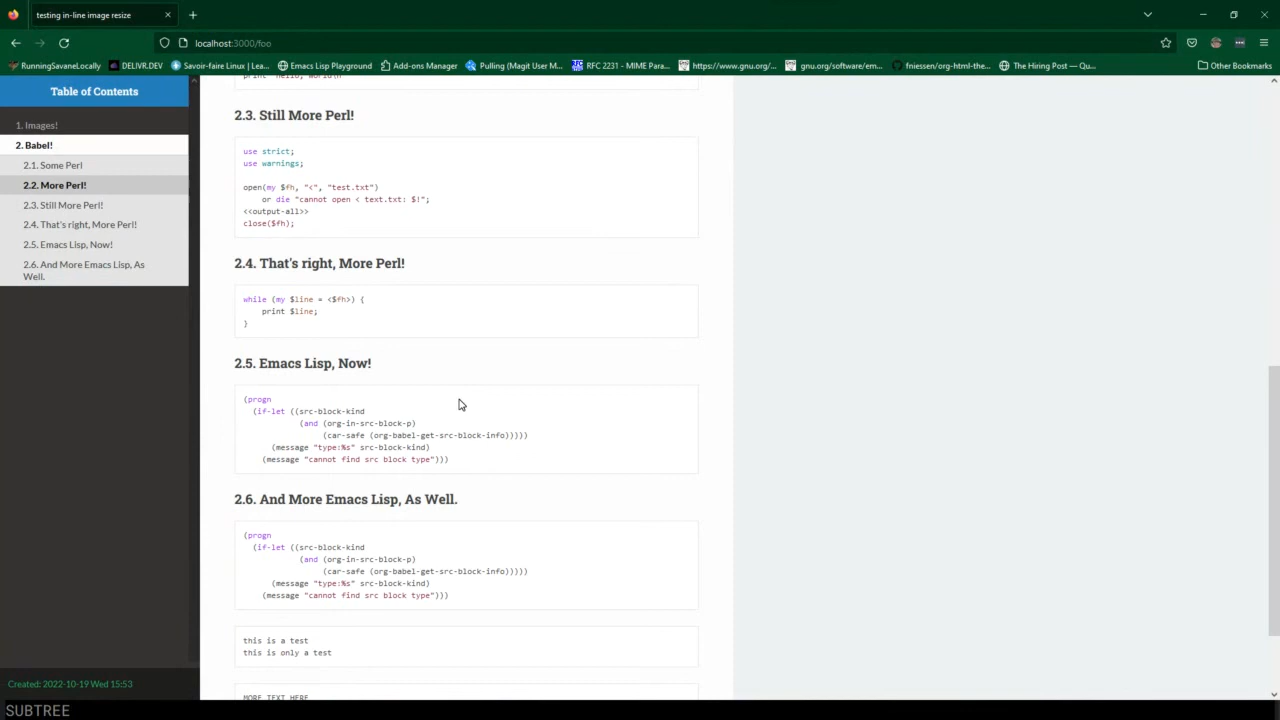 testing in-line image resize
localhost:3000/foo
RunningSavaneLocally
DELIVR.DEV
Savoir-faire Linux | Lea...
Emacs Lisp Playground
Add-ons Manager
Pulling (Magit User M...
RFC 2231 - MIME Para...
https://www.gnu.org/...
gnu.org/software/em...
fniessen/org-html-the...
The Hiring Post — Qu...
Other Bookmarks
Table of Contents
1. Images!
2. Babel!
2.1. Some Perl
2.2. More Perl!
2.3. Still More Perl!
2.4. That's right, More Perl!
2.5. Emacs Lisp, Now!
2.6. And More Emacs Lisp, As
Well.
Created: 2022-10-19 Wed 15:53
2.3. Still More Perl!
use strict;
use warnings;
open(my $fh, "<", "test.txt")
or die "cannot open < text.txt: $!";
<<output-all>>
close($fh);
2.4. That's right, More Perl!
while (my $line = <$fh>) {
print $line;
}
2.5. Emacs Lisp, Now!
(progn
(if-let ((src-block-kind
(and (org-in-src-block-p)
(car-safe (org-babel-get-src-block-info)))))
(message "type:%s" src-block-kind)
(message "cannot find src block type")))
2.6. And More Emacs Lisp, As Well.
(progn
(if-let ((src-block-kind
(and (org-in-src-block-p)
(car-safe (org-babel-get-src-block-info)))))
(message "type:%s" src-block-kind)
(message "cannot find src block type")))
this is a test
this is only a test
MORE TEXT HERE
SUBTREE